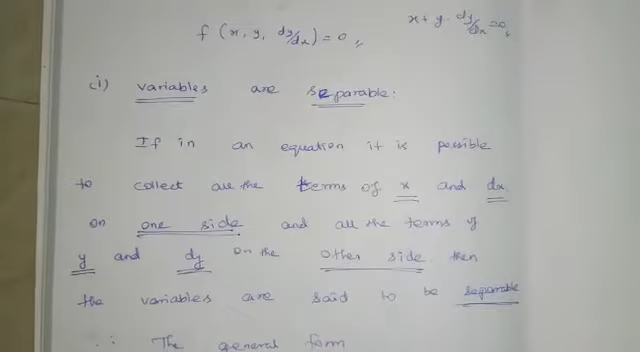 f (x, y, dy/dx) = 0,, x + y. dy/dx = 0,,
(i) variables are separable:
If in an equation it is possible
to collect all the terms of x and dx
on one side and all the terms of
y and dy on the other side then
the variables are said to be separable
∴ The general form